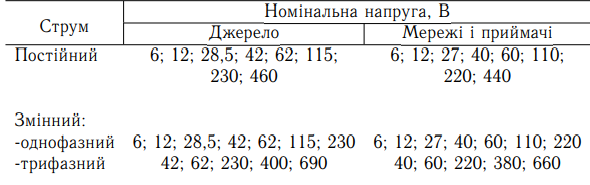 Струм Номінальна напруга, В
Джерело Мережі і приймачі
Постійний 6; 12; 28,5; 42; 62; 115; 6; 12; 27; 40; 60; 110;
230; 460 220; 440
Змінний:
-однофазний 6; 12; 28,5; 42; 62; 115; 230 6; 12; 27; 40; 60; 110; 220
-трифазний 42; 62; 230; 400; 690 40; 60; 220; 380; 660